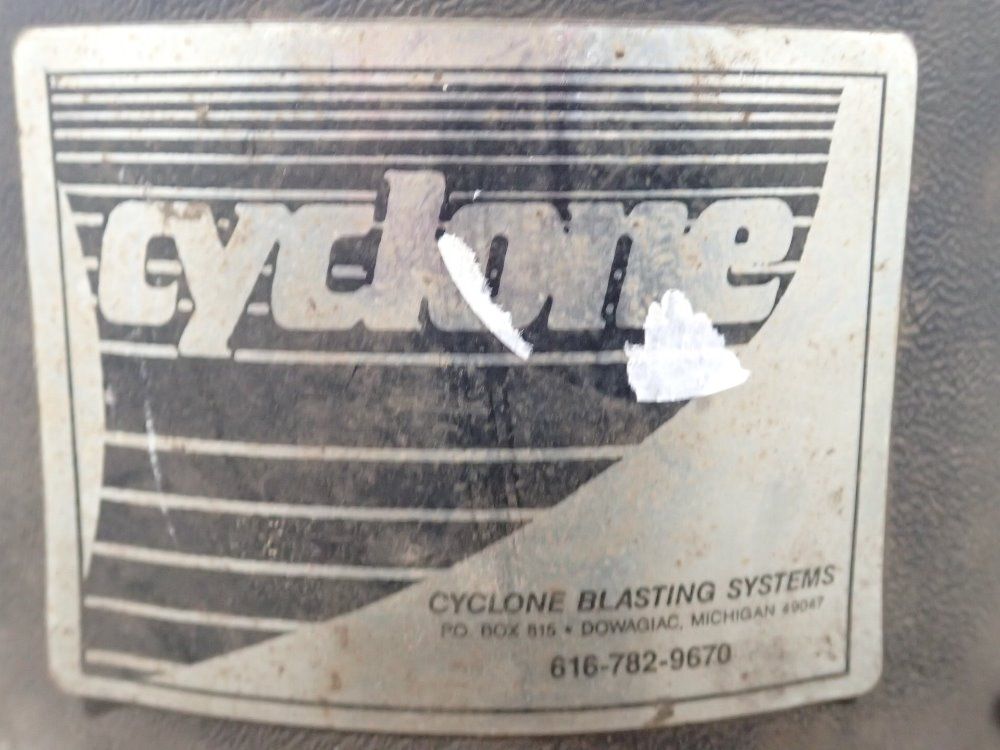 cyclone
CYCLONE BLASTING SYSTEMS
P.O. BOX 815 • DOWAGIAC, MICHIGAN 49047
616-782-9670